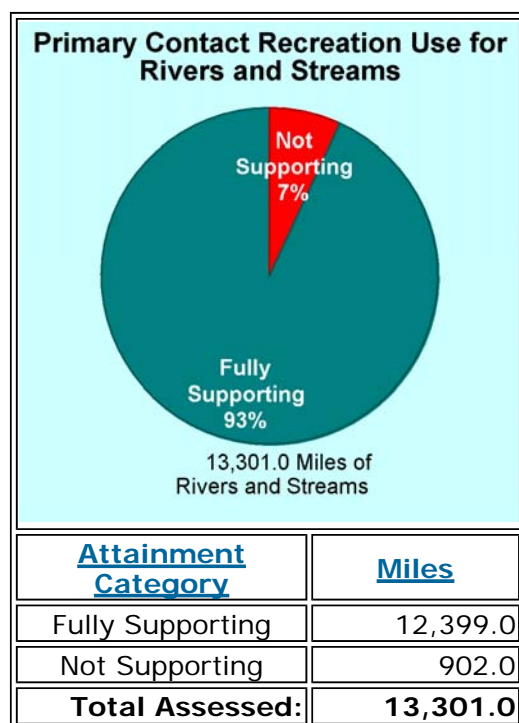 Primary Contact Recreation Use for
Rivers and Streams
Not
Supporting
7%
Fully
Supporting
93%
13,301.0 Miles of
Rivers and Streams
Attainment
Category
Miles
Fully Supporting 12,399.0
Not Supporting 902.0
Total Assessed: 13,301.0